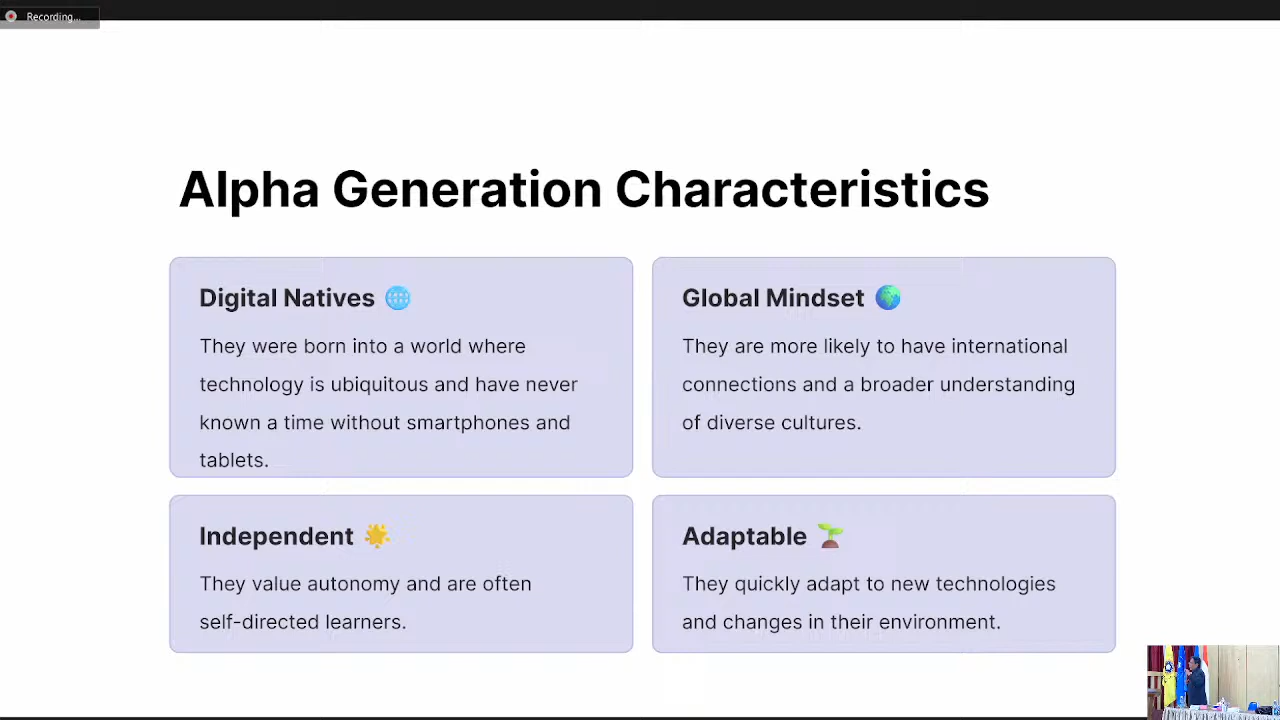 Recording...
Alpha Generation Characteristics
Digital Natives 🌐
They were born into a world where
technology is ubiquitous and have never
known a time without smartphones and
tablets.
Global Mindset 🌍
They are more likely to have international
connections and a broader understanding
of diverse cultures.
Independent 🌟
They value autonomy and are often
self-directed learners.
Adaptable 🌱
They quickly adapt to new technologies
and changes in their environment.